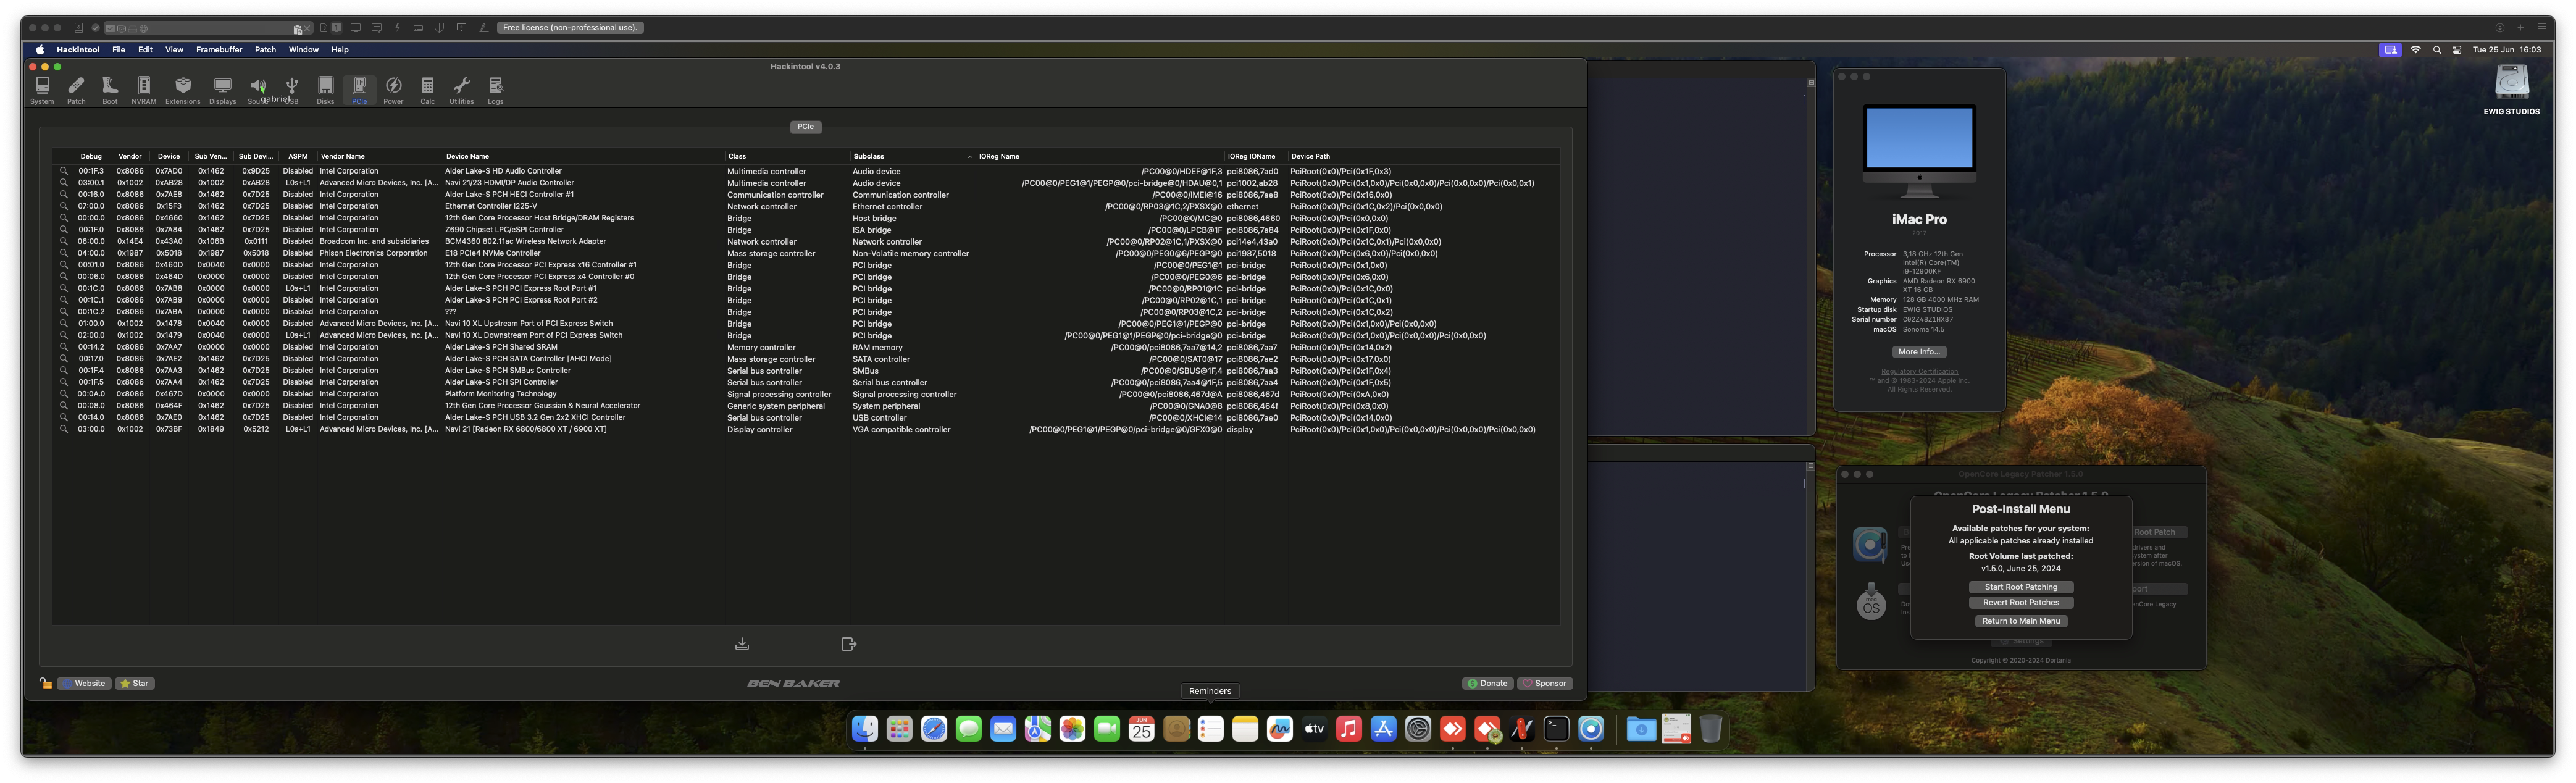 Free license (non-professional use).
Hackintool File Edit View Framebuffer Patch Window Help
Tue 25 Jun 16:03
Hackintool v4.0.3
System Patch Boot NVRAM Extensions Displays Sound USB Disks PCIe Power Calc Utilities Logs
gabriel
PCIe
Debug Vendor Device Sub Ven... Sub Devi... ASPM Vendor Name Device Name Class Subclass IOReg Name IOReg IOName Device Path
00:1F.3 0x8086 0x7AD0 0x1462 0x9D25 Disabled Intel Corporation Alder Lake-S HD Audio Controller Multimedia controller Audio device /PC00@0/HDEF@1F,3 pci8086,7ad0 PciRoot(0x0)/Pci(0x1F,0x3)
03:00.1 0x1002 0xAB28 0x1002 0xAB28 L0s+L1 Advanced Micro Devices, Inc. [A... Navi 21/23 HDMI/DP Audio Controller Multimedia controller Audio device /PC00@0/PEG1@1/PEGP@0/pci-bridge@0/HDAU@0,1 pci1002,ab28 PciRoot(0x0)/Pci(0x1,0x0)/Pci(0x0,0x0)/Pci(0x0,0x0)/Pci(0x0,0x1)
00:16.0 0x8086 0x7AE8 0x1462 0x7D25 Disabled Intel Corporation Alder Lake-S PCH HECI Controller #1 Communication controller Communication controller /PC00@0/IMEI@16 pci8086,7ae8 PciRoot(0x0)/Pci(0x16,0x0)
07:00.0 0x8086 0x15F3 0x1462 0x7D25 Disabled Intel Corporation Ethernet Controller I225-V Network controller Ethernet controller /PC00@0/RP03@1C,2/PXSX@0 ethernet PciRoot(0x0)/Pci(0x1C,0x2)/Pci(0x0,0x0)
00:00.0 0x8086 0x4660 0x1462 0x7D25 Disabled Intel Corporation 12th Gen Core Processor Host Bridge/DRAM Registers Bridge Host bridge /PC00@0/MC@0 pci8086,4660 PciRoot(0x0)/Pci(0x0,0x0)
00:1F.0 0x8086 0x7A84 0x1462 0x7D25 Disabled Intel Corporation Z690 Chipset LPC/eSPI Controller Bridge ISA bridge /PC00@0/LPCB@1F pci8086,7a84 PciRoot(0x0)/Pci(0x1F,0x0)
06:00.0 0x14E4 0x43A0 0x106B 0x0111 Disabled Broadcom Inc. and subsidiaries BCM4360 802.11ac Wireless Network Adapter Network controller Network controller /PC00@0/RP02@1C,1/PXSX@0 pci14e4,43a0 PciRoot(0x0)/Pci(0x1C,0x1)/Pci(0x0,0x0)
04:00.0 0x1987 0x5018 0x1987 0x5018 Disabled Phison Electronics Corporation E18 PCIe4 NVMe Controller Mass storage controller Non-Volatile memory controller /PC00@0/PEG0@6/PEGP@0 pci1987,5018 PciRoot(0x0)/Pci(0x6,0x0)/Pci(0x0,0x0)
00:01.0 0x8086 0x460D 0x0040 0x0000 Disabled Intel Corporation 12th Gen Core Processor PCI Express x16 Controller #1 Bridge PCI bridge /PC00@0/PEG1@1 pci-bridge PciRoot(0x0)/Pci(0x1,0x0)
00:06.0 0x8086 0x464D 0x0000 0x0000 Disabled Intel Corporation 12th Gen Core Processor PCI Express x4 Controller #0 Bridge PCI bridge /PC00@0/PEG0@6 pci-bridge PciRoot(0x0)/Pci(0x6,0x0)
00:1C.0 0x8086 0x7AB8 0x0000 0x0000 L0s+L1 Intel Corporation Alder Lake-S PCH PCI Express Root Port #1 Bridge PCI bridge /PC00@0/RP01@1C pci-bridge PciRoot(0x0)/Pci(0x1C,0x0)
00:1C.1 0x8086 0x7AB9 0x0000 0x0000 Disabled Intel Corporation Alder Lake-S PCH PCI Express Root Port #2 Bridge PCI bridge /PC00@0/RP02@1C,1 pci-bridge PciRoot(0x0)/Pci(0x1C,0x1)
00:1C.2 0x8086 0x7ABA 0x0000 0x0000 Disabled Intel Corporation ??? Bridge PCI bridge /PC00@0/RP03@1C,2 pci-bridge PciRoot(0x0)/Pci(0x1C,0x2)
01:00.0 0x1002 0x1478 0x0040 0x0000 Disabled Advanced Micro Devices, Inc. [A... Navi 10 XL Upstream Port of PCI Express Switch Bridge PCI bridge /PC00@0/PEG1@1/PEGP@0 pci-bridge PciRoot(0x0)/Pci(0x1,0x0)/Pci(0x0,0x0)
02:00.0 0x1002 0x1479 0x0040 0x0000 L0s+L1 Advanced Micro Devices, Inc. [A... Navi 10 XL Downstream Port of PCI Express Switch Bridge PCI bridge /PC00@0/PEG1@1/PEGP@0/pci-bridge@0 pci-bridge PciRoot(0x0)/Pci(0x1,0x0)/Pci(0x0,0x0)/Pci(0x0,0x0)
00:14.2 0x8086 0x7AA7 0x0000 0x0000 Disabled Intel Corporation Alder Lake-S PCH Shared SRAM Memory controller RAM memory /PC00@0/pci8086,7aa7@14,2 pci8086,7aa7 PciRoot(0x0)/Pci(0x14,0x2)
00:17.0 0x8086 0x7AE2 0x1462 0x7D25 Disabled Intel Corporation Alder Lake-S PCH SATA Controller [AHCI Mode] Mass storage controller SATA controller /PC00@0/SAT0@17 pci8086,7ae2 PciRoot(0x0)/Pci(0x17,0x0)
00:1F.4 0x8086 0x7AA3 0x1462 0x7D25 Disabled Intel Corporation Alder Lake-S PCH SMBus Controller Serial bus controller SMBus /PC00@0/SBUS@1F,4 pci8086,7aa3 PciRoot(0x0)/Pci(0x1F,0x4)
00:1F.5 0x8086 0x7AA4 0x1462 0x7D25 Disabled Intel Corporation Alder Lake-S PCH SPI Controller Serial bus controller Serial bus controller /PC00@0/pci8086,7aa4@1F,5 pci8086,7aa4 PciRoot(0x0)/Pci(0x1F,0x5)
00:0A.0 0x8086 0x467D 0x0000 0x0000 Disabled Intel Corporation Platform Monitoring Technology Signal processing controller Signal processing controller /PC00@0/pci8086,467d@A pci8086,467d PciRoot(0x0)/Pci(0xA,0x0)
00:08.0 0x8086 0x464F 0x1462 0x7D25 Disabled Intel Corporation 12th Gen Core Processor Gaussian & Neural Accelerator Generic system peripheral System peripheral /PC00@0/GNA0@8 pci8086,464f PciRoot(0x0)/Pci(0x8,0x0)
00:14.0 0x8086 0x7AE0 0x1462 0x7D25 Disabled Intel Corporation Alder Lake-S PCH USB 3.2 Gen 2x2 XHCI Controller Serial bus controller USB controller /PC00@0/XHCI@14 pci8086,7ae0 PciRoot(0x0)/Pci(0x14,0x0)
03:00.0 0x1002 0x73BF 0x1849 0x5212 L0s+L1 Advanced Micro Devices, Inc. [A... Navi 21 [Radeon RX 6800/6800 XT / 6900 XT] Display controller VGA compatible controller /PC00@0/PEG1@1/PEGP@0/pci-bridge@0/GFX0@0 display PciRoot(0x0)/Pci(0x1,0x0)/Pci(0x0,0x0)/Pci(0x0,0x0)/Pci(0x0,0x0)
Website Star
BEN BAKER
Donate Sponsor
Reminders
EWIG STUDIOS
iMac Pro
2017
Processor 3,18 GHz 12th Gen
Intel(R) Core(TM)
i9-12900KF
Graphics AMD Radeon RX 6900
XT 16 GB
Memory 128 GB 4000 MHz RAM
Startup disk EWIG STUDIOS
Serial number C02Z48Z1HX87
macOS Sonoma 14.5
More Info...
Regulatory Certification
™ and © 1983-2024 Apple Inc.
All Rights Reserved.
OpenCore Legacy Patcher 1.5.0
OpenCore Legacy Patcher 1.5.0
Post-Install Menu
Available patches for your system:
All applicable patches already installed
Root Volume last patched:
v1.5.0, June 25, 2024
Start Root Patching
Revert Root Patches
Return to Main Menu
Root Patch
drivers and
ystem after
ersion of macOS.
port
nCore Legacy
Settings
Copyright © 2020-2024 Dortania
JUN
25
tv
macOS